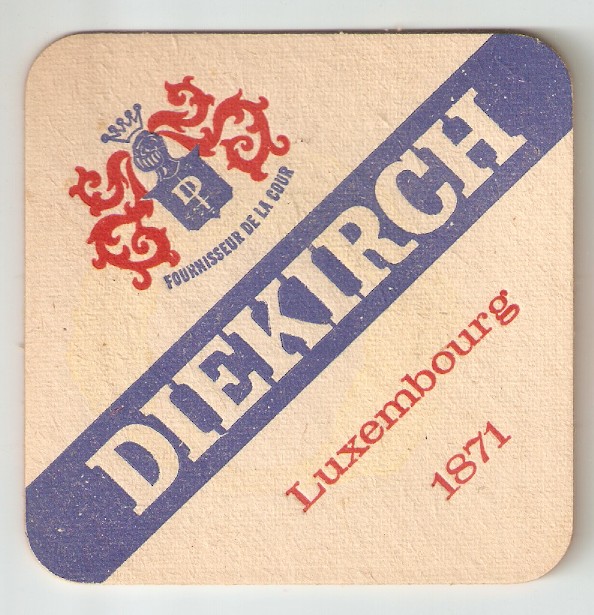 FOURNISSEUR DE LA COUR
DIEKIRCH
Luxembourg
1871